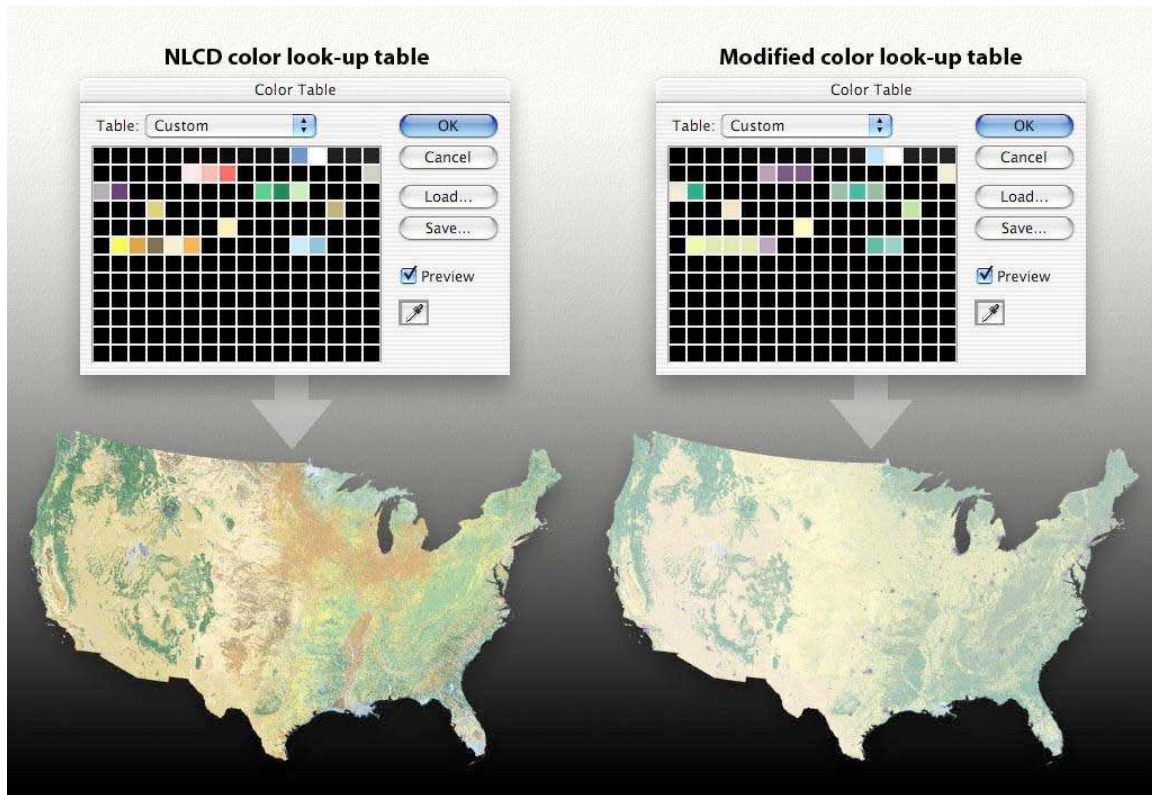 NLCD color look-up table
Color Table
Table: Custom
OK
Cancel
Load...
Save...
Preview
Modified color look-up table
Color Table
Table: Custom
OK
Cancel
Load...
Save...
Preview